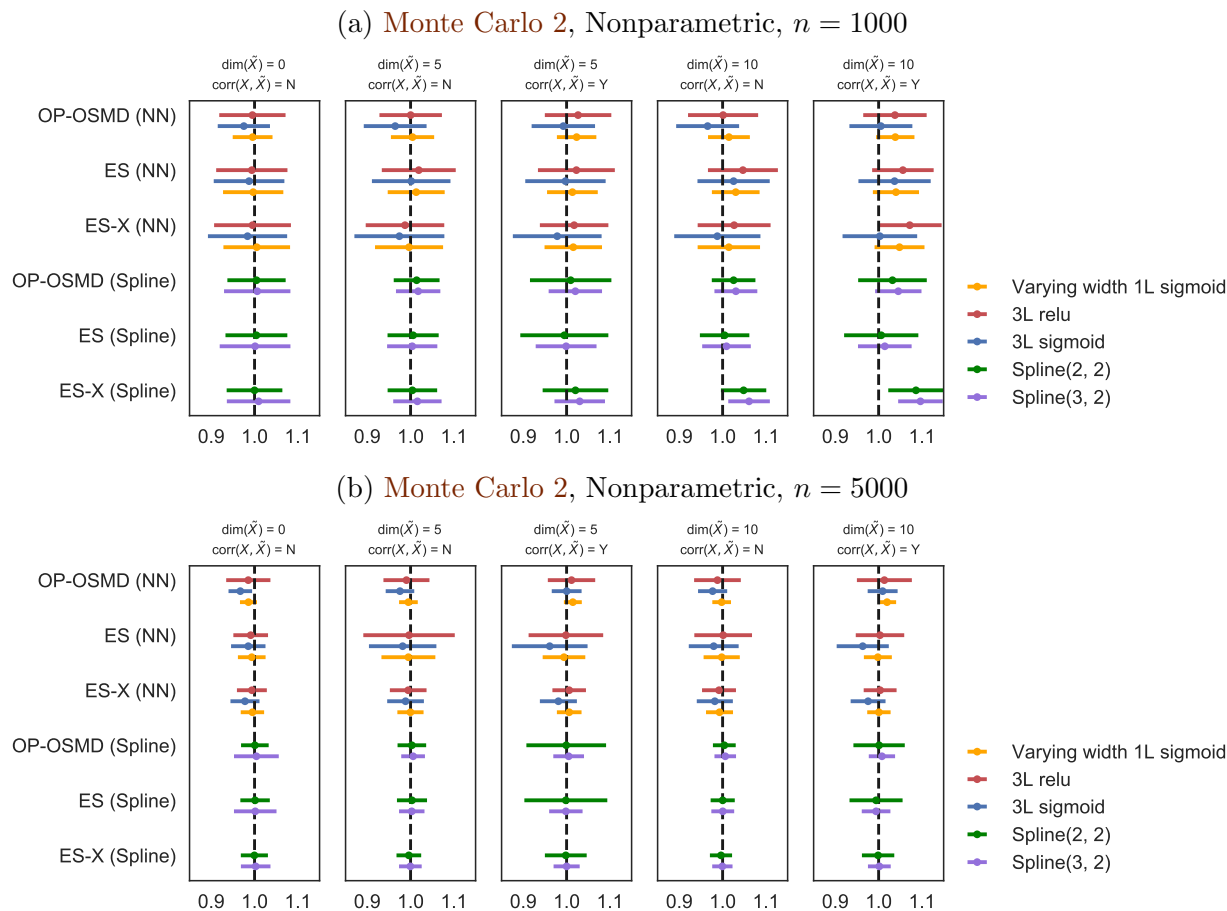 (a) Monte Carlo 2, Nonparametric, n = 1000
dim(X̃) = 0
corr(X, X̃) = N
dim(X̃) = 5
corr(X, X̃) = N
dim(X̃) = 5
corr(X, X̃) = Y
dim(X̃) = 10
corr(X, X̃) = N
dim(X̃) = 10
corr(X, X̃) = Y
OP-OSMD (NN)
ES (NN)
ES-X (NN)
OP-OSMD (Spline)
ES (Spline)
ES-X (Spline)
Varying width 1L sigmoid
3L relu
3L sigmoid
Spline(2, 2)
Spline(3, 2)
0.9 1.0 1.1
0.9 1.0 1.1
0.9 1.0 1.1
0.9 1.0 1.1
0.9 1.0 1.1
(b) Monte Carlo 2, Nonparametric, n = 5000
dim(X̃) = 0
corr(X, X̃) = N
dim(X̃) = 5
corr(X, X̃) = N
dim(X̃) = 5
corr(X, X̃) = Y
dim(X̃) = 10
corr(X, X̃) = N
dim(X̃) = 10
corr(X, X̃) = Y
OP-OSMD (NN)
ES (NN)
ES-X (NN)
OP-OSMD (Spline)
ES (Spline)
ES-X (Spline)
Varying width 1L sigmoid
3L relu
3L sigmoid
Spline(2, 2)
Spline(3, 2)
0.9 1.0 1.1
0.9 1.0 1.1
0.9 1.0 1.1
0.9 1.0 1.1
0.9 1.0 1.1